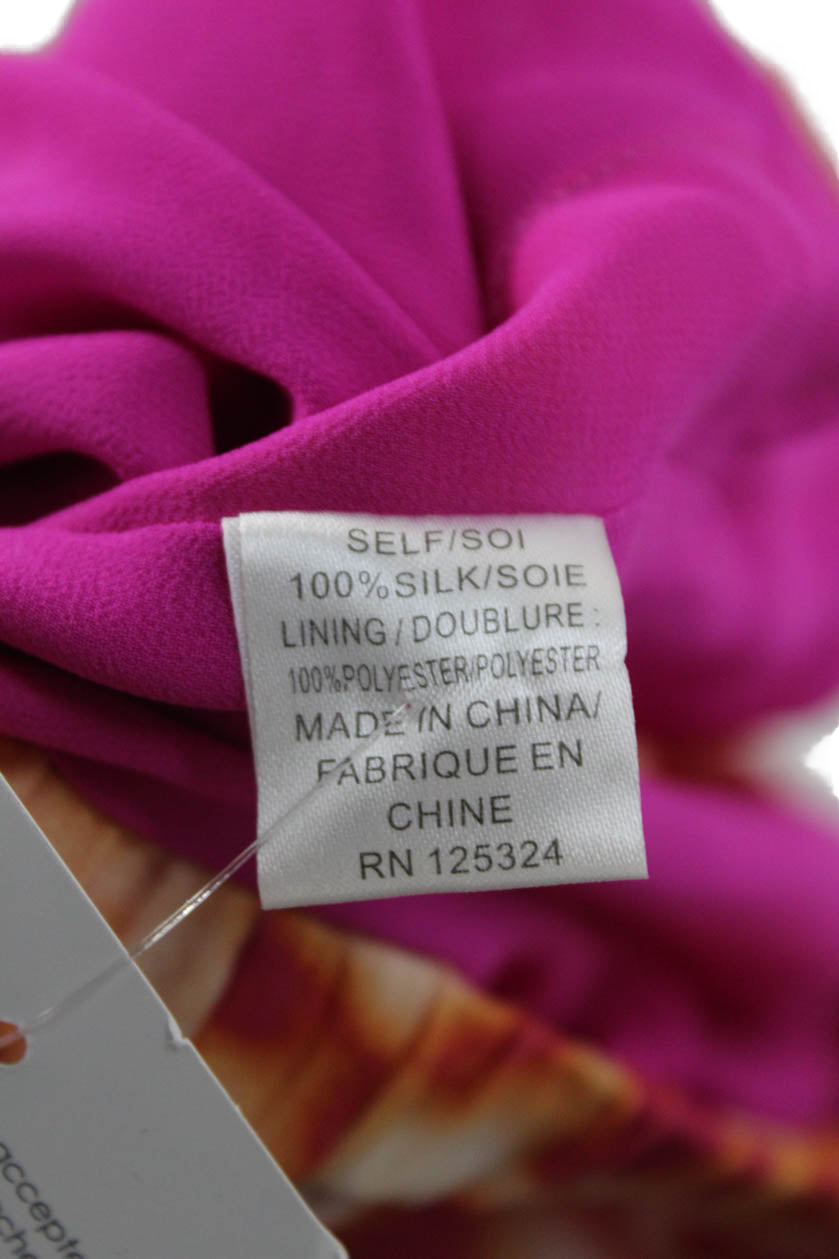 SELF/SOI
100%SILK/SOIE
LINING / DOUBLURE :
100%POLYESTER/POLYESTER
MADE IN CHINA/
FABRIQUE EN
CHINE
RN 125324